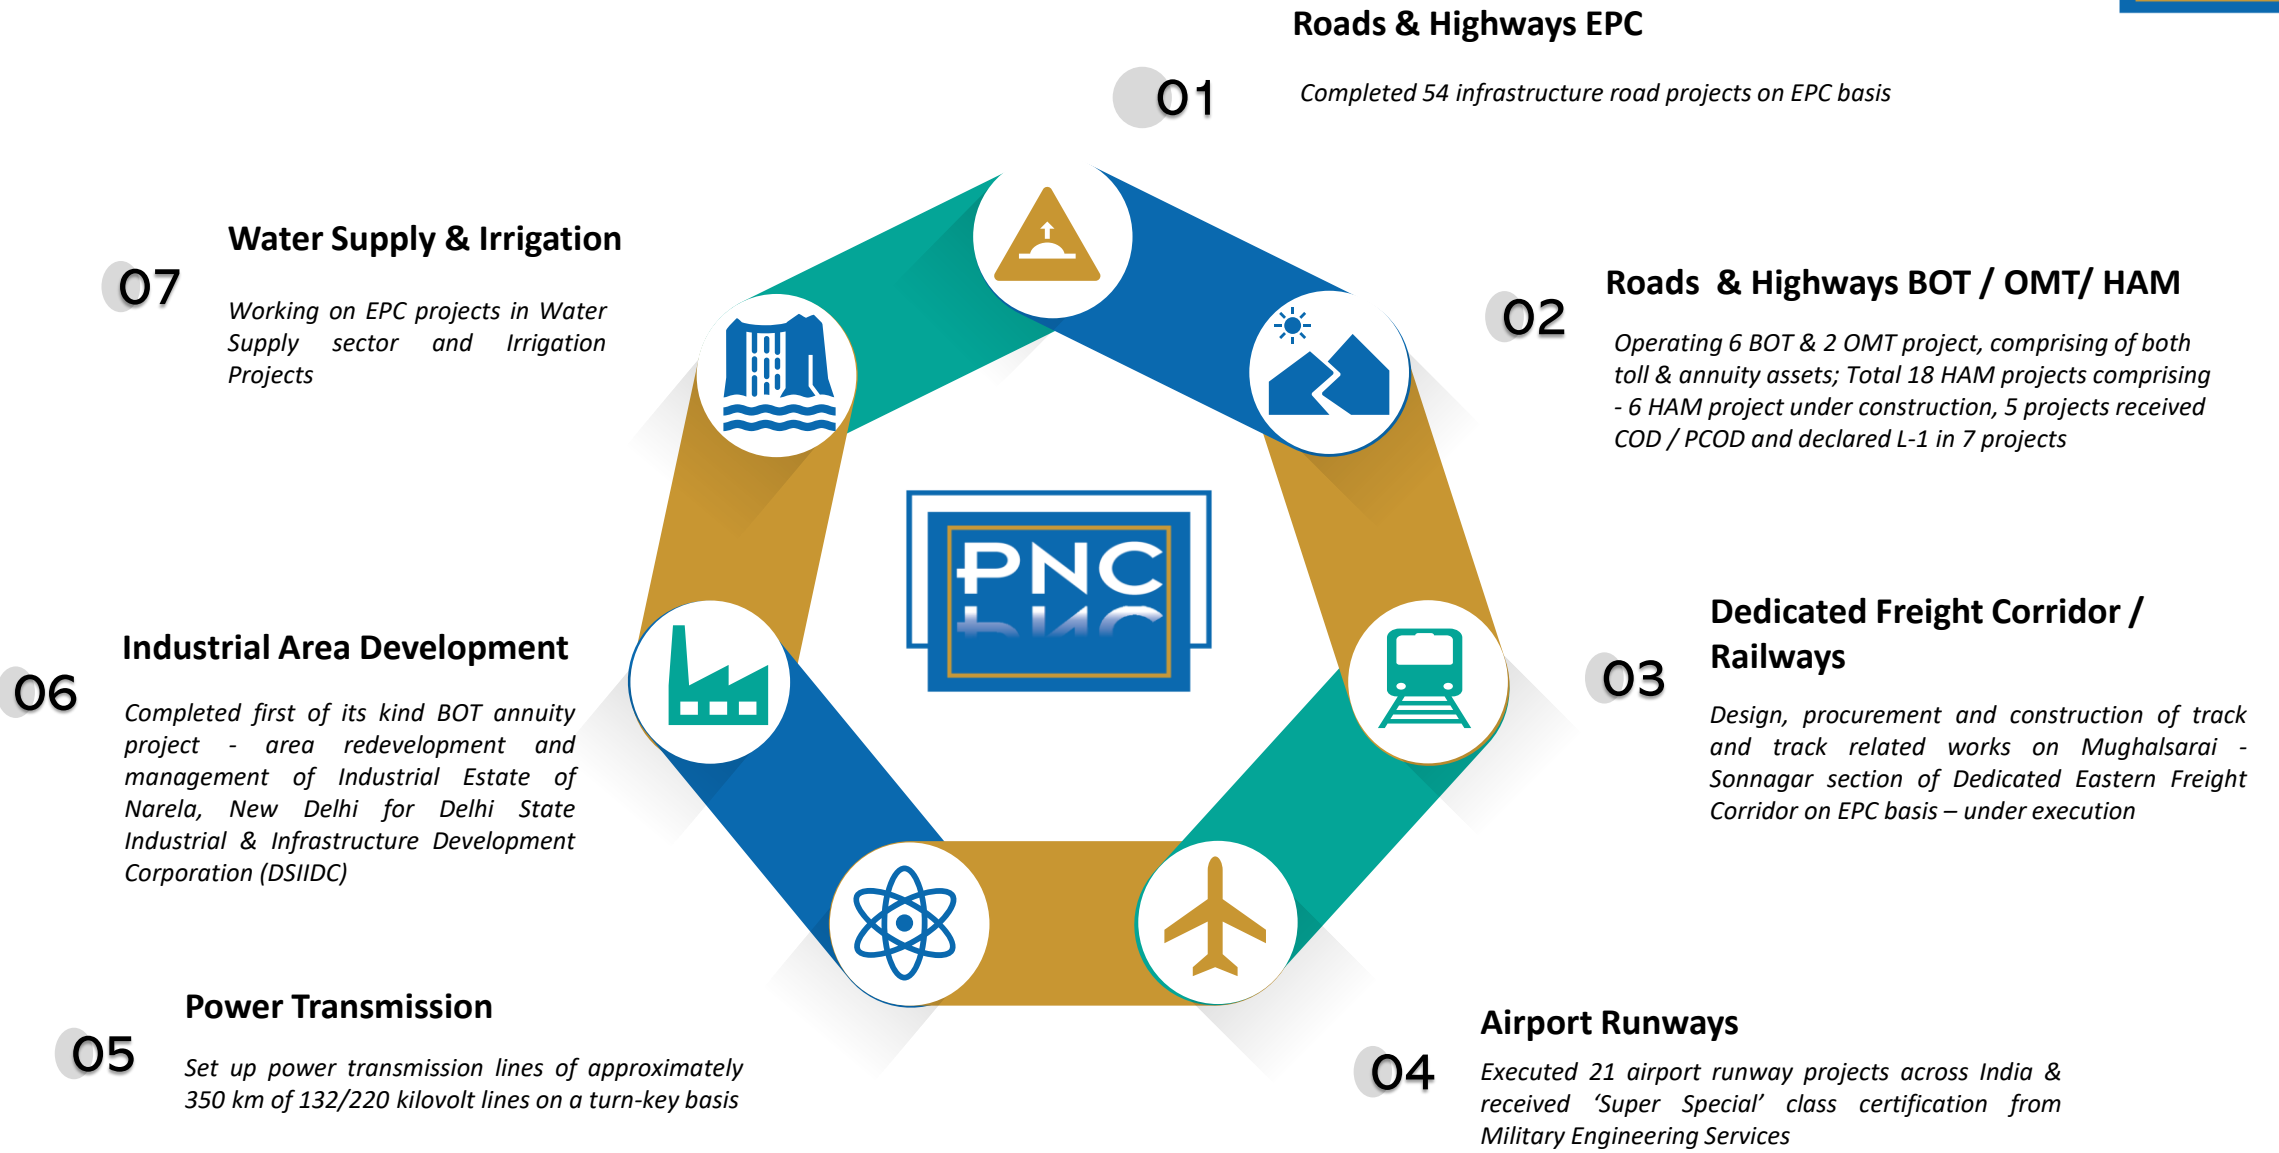 Roads & Highways EPC
01
Completed 54 infrastructure road projects on EPC basis
Roads & Highways BOT / OMT/ HAM
02
Operating 6 BOT & 2 OMT project, comprising of both
toll & annuity assets; Total 18 HAM projects comprising
- 6 HAM project under construction, 5 projects received
COD / PCOD and declared L-1 in 7 projects
Dedicated Freight Corridor /
Railways
03
Design, procurement and construction of track
and track related works on Mughalsarai -
Sonnagar section of Dedicated Eastern Freight
Corridor on EPC basis – under execution
Airport Runways
04
Executed 21 airport runway projects across India &
received ‘Super Special’ class certification from
Military Engineering Services
Power Transmission
05
Set up power transmission lines of approximately
350 km of 132/220 kilovolt lines on a turn-key basis
Industrial Area Development
06
Completed first of its kind BOT annuity
project - area redevelopment and
management of Industrial Estate of
Narela, New Delhi for Delhi State
Industrial & Infrastructure Development
Corporation (DSIIDC)
Water Supply & Irrigation
07
Working on EPC projects in Water
Supply sector and Irrigation
Projects
PNC